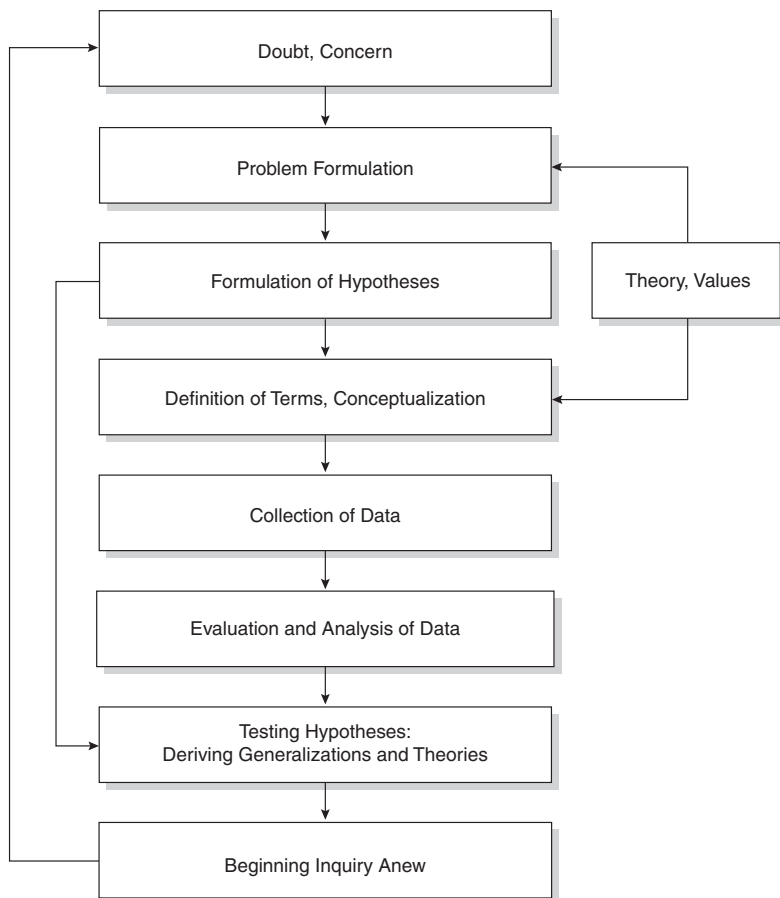 Doubt, Concern
Problem Formulation
Formulation of Hypotheses
Theory, Values
Definition of Terms, Conceptualization
Collection of Data
Evaluation and Analysis of Data
Testing Hypotheses:
Deriving Generalizations and Theories
Beginning Inquiry Anew